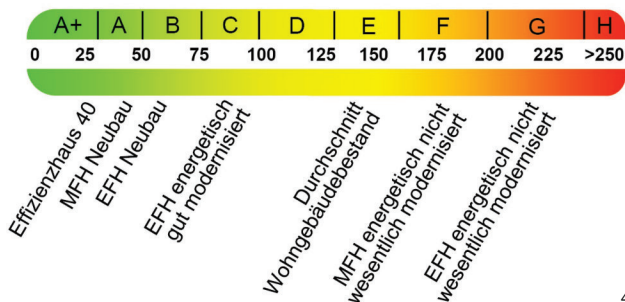 A+ A B C D E F G H
0 25 50 75 100 125 150 175 200 225 >250
Effizienzhaus 40
MFH Neubau
EFH Neubau
EFH energetisch
gut modernisiert
Durchschnitt
Wohngebäudebestand
MFH energetisch nicht
wesentlich modernisiert
EFH energetisch nicht
wesentlich modernisiert